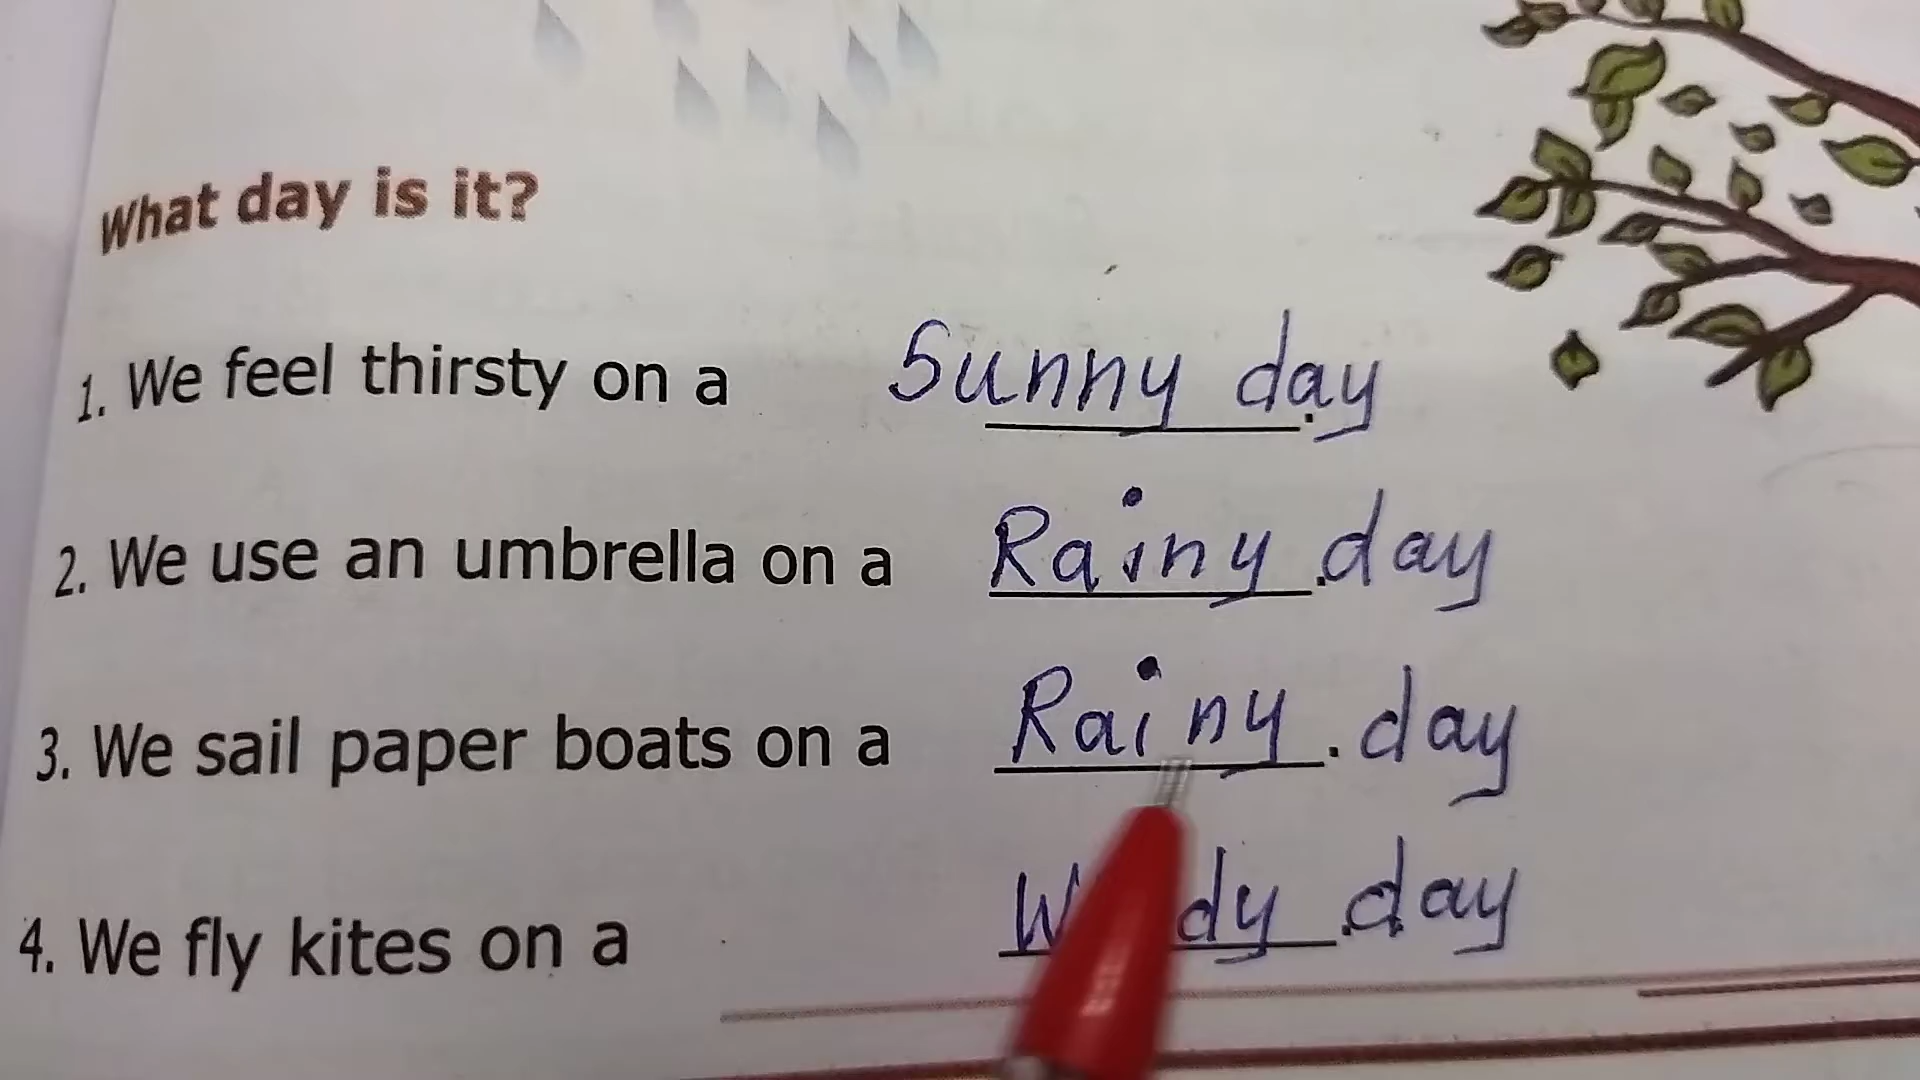 What day is it?
1. We feel thirsty on a Sunny day.
2. We use an umbrella on a Rainy . day
3. We sail paper boats on a Rainy . day
4. We fly kites on a . day